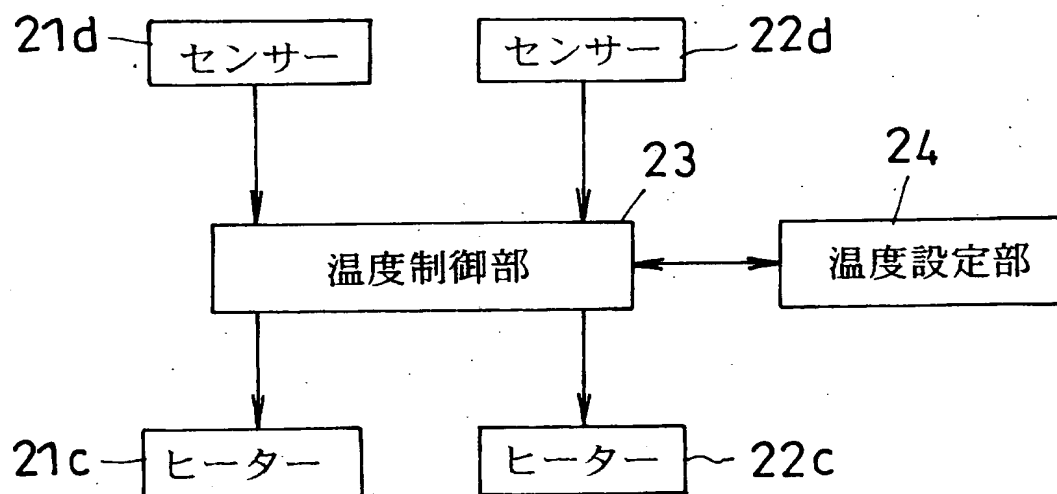 21d
センサー
センサー
22d
23
24
温度制御部
温度設定部
21c
ヒーター
ヒーター
22c